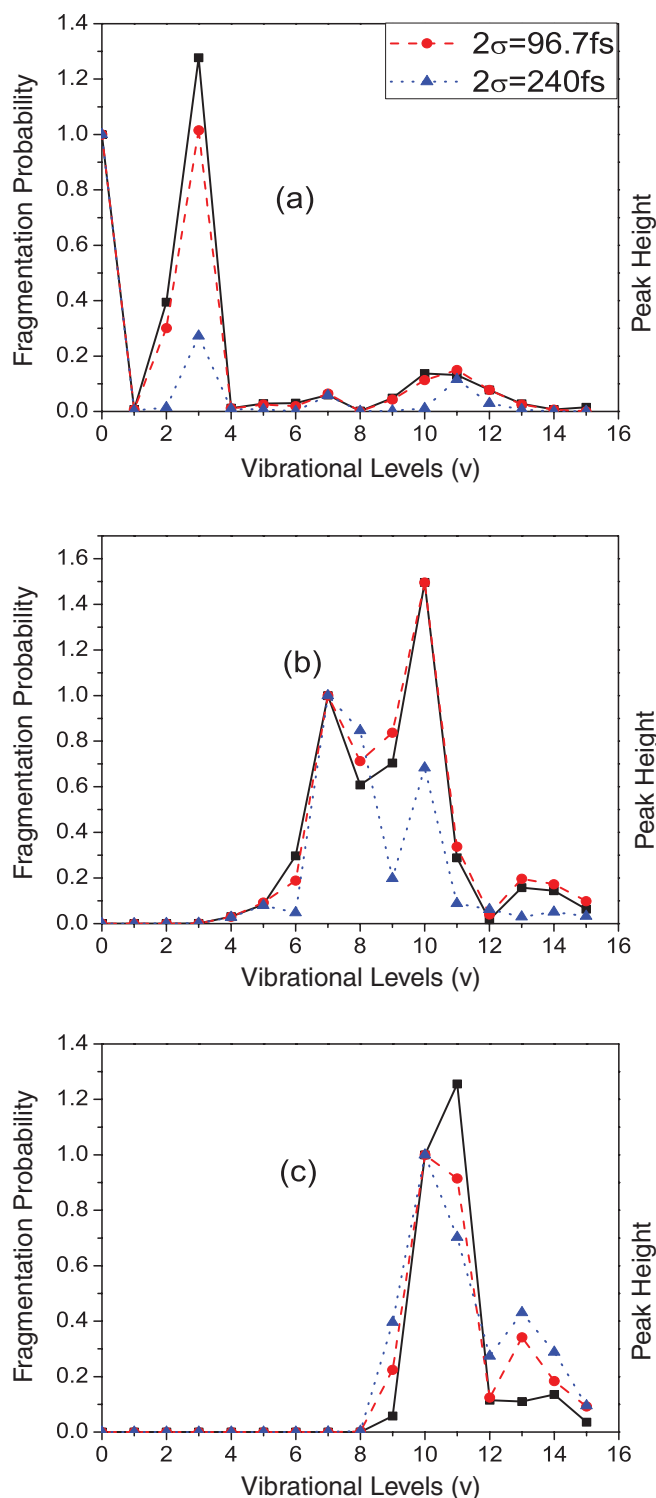 1.4
1.2
1.0
0.8
0.6
0.4
0.2
0.0
Fragmentation Probability
2σ=96.7fs
2σ=240fs
(a)
Peak Height
0 2 4 6 8 10 12 14 16
Vibrational Levels (v)
1.6
1.4
1.2
1.0
0.8
0.6
0.4
0.2
0.0
Fragmentation Probability
(b)
Peak Height
0 2 4 6 8 10 12 14 16
Vibrational Levels (v)
1.4
1.2
1.0
0.8
0.6
0.4
0.2
0.0
Fragmentation Probability
(c)
Peak Height
0 2 4 6 8 10 12 14 16
Vibrational Levels (v)